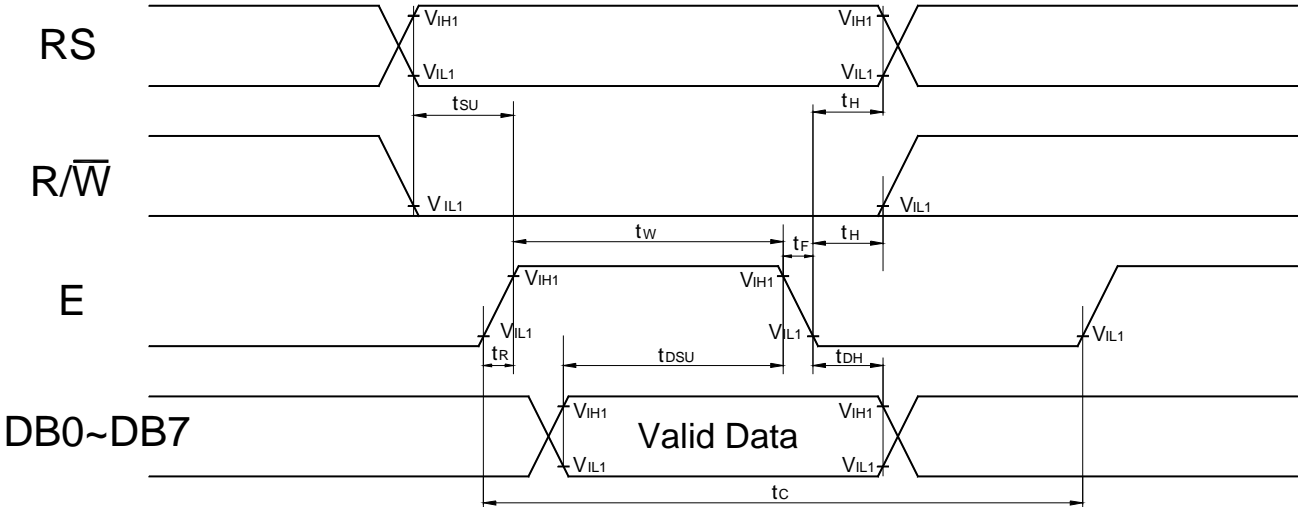 RS
VIH1
VIH1
VIL1
VIL1
tSU
tH
R/W̅
VIL1
VIL1
tW
tF
tH
E
VIH1
VIH1
VIL1
VIL1
VIL1
tR
tDSU
tDH
DB0~DB7
VIH1
Valid Data
VIH1
VIL1
VIL1
tC